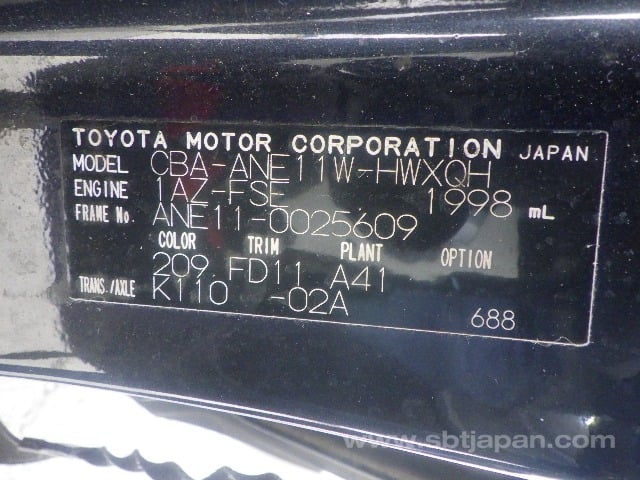 TOYOTA MOTOR CORPORATION JAPAN
MODEL CBA-ANE11W-HWXQH
ENGINE 1AZ-FSE 1998 mL
FRAME No. ANE11-0025609
COLOR TRIM PLANT OPTION
209 FD11 A41
TRANS./AXLE K110 -02A
688
www.sbtjapan.com